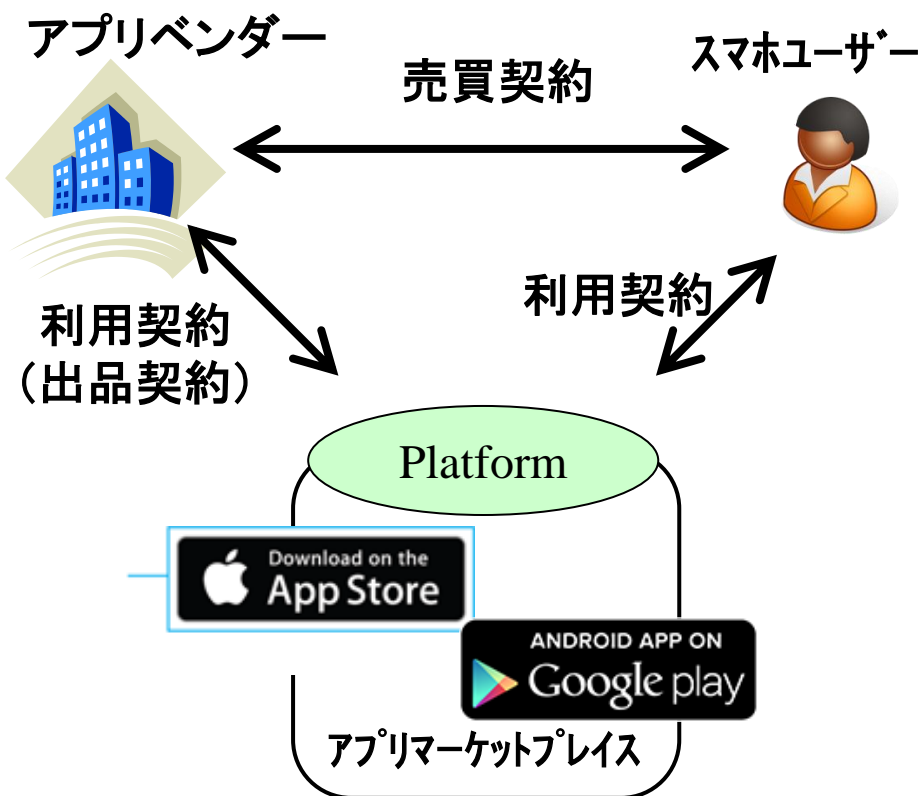 アプリベンダー
スマホユーザー
売買契約
利用契約
利用契約
（出品契約）
Platform
Download on the
App Store
ANDROID APP ON
Google play
アプリマーケットプレイス